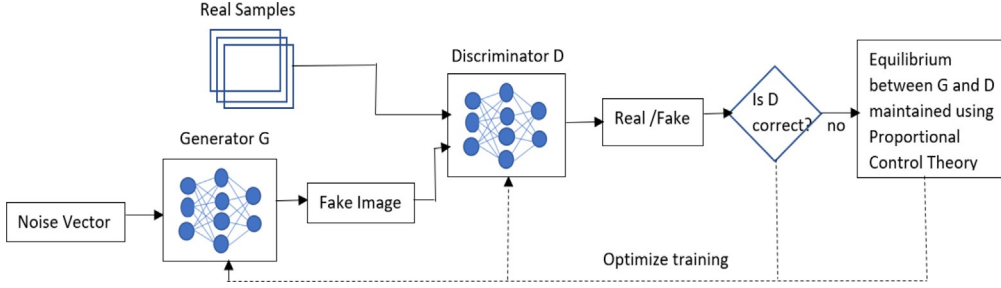 Real Samples
Discriminator D
Equilibrium
between G and D
maintained using
Proportional
Control Theory
Is D
correct?
no
Real /Fake
Generator G
Fake Image
Noise Vector
Optimize training